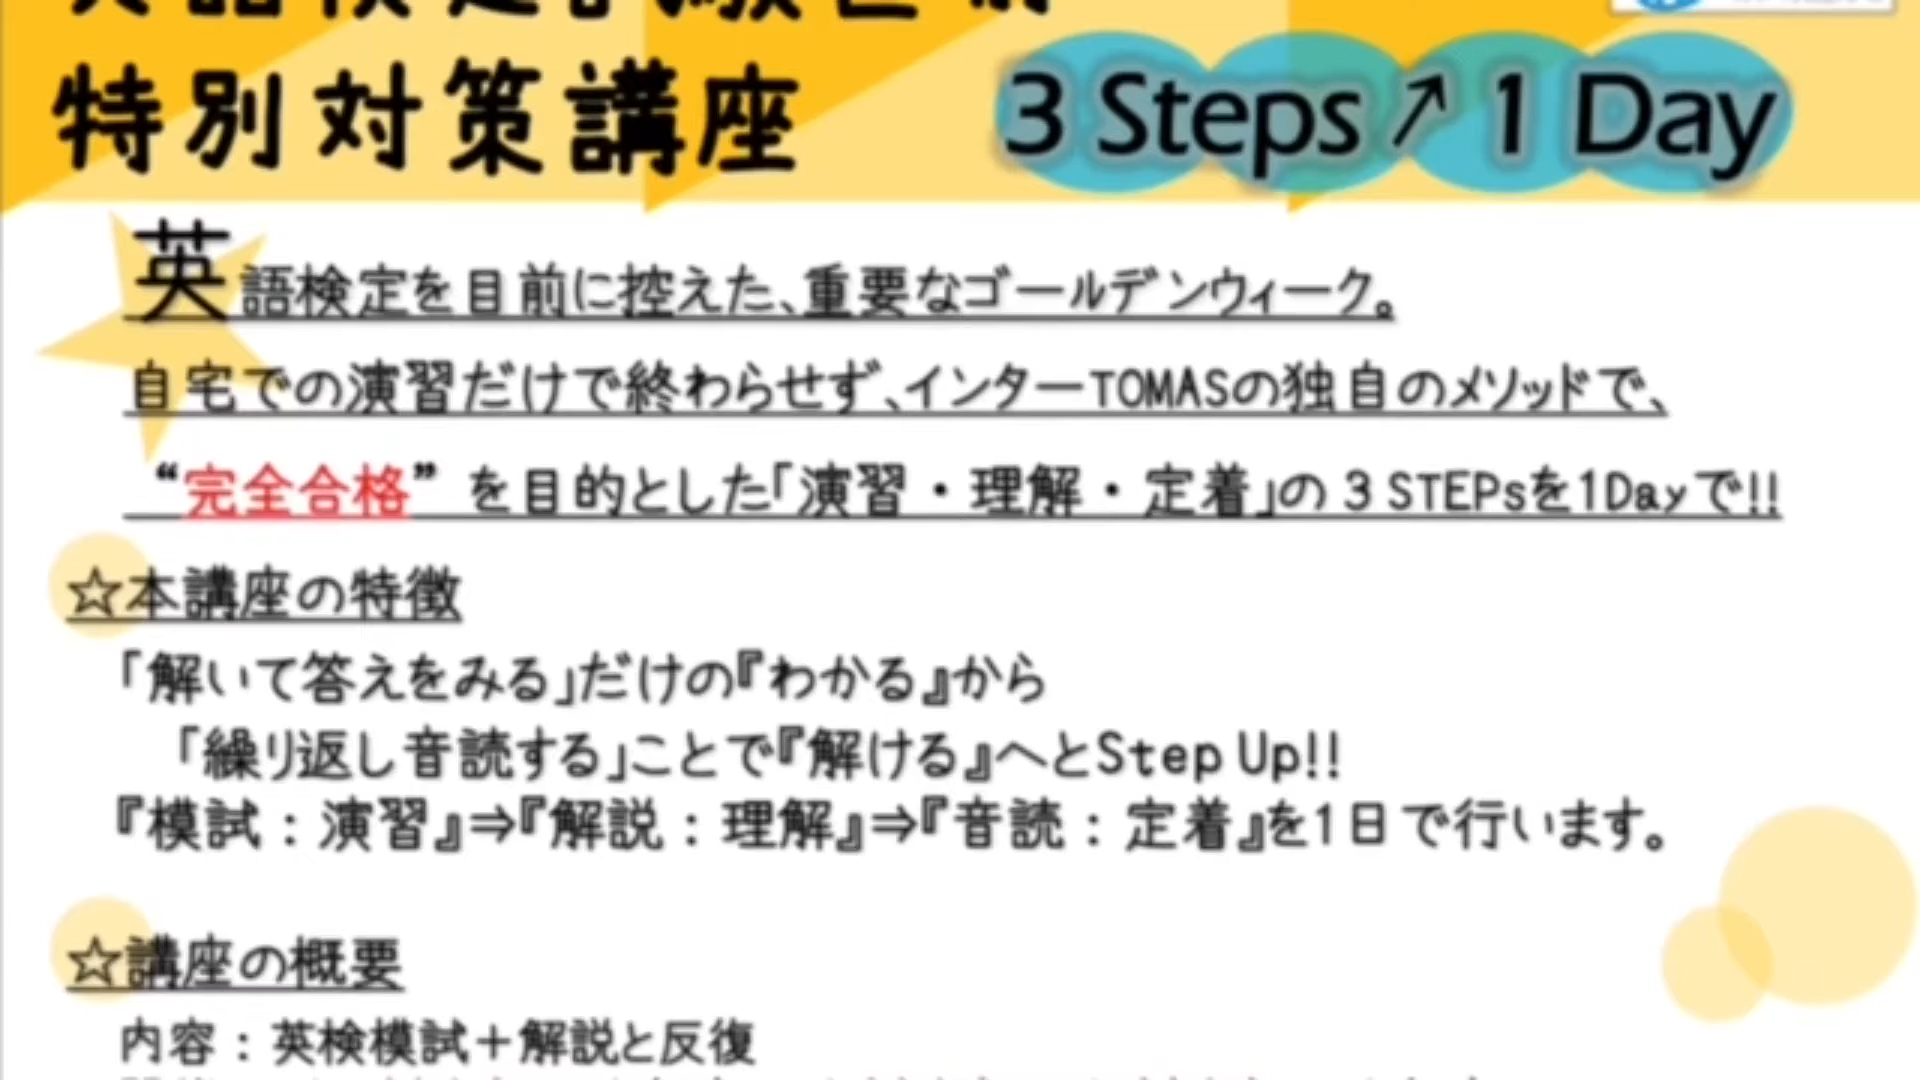 特別対策講座
3 Steps↗1 Day
英語検定を目前に控えた、重要なゴールデンウィーク。
自宅での演習だけで終わらせず、インターTOMASの独自のメソッドで、
“完全合格”を目的とした「演習・理解・定着」の3STEPsを1Dayで!!
☆本講座の特徴
「解いて答えをみる」だけの『わかる』から
「繰り返し音読する」ことで『解ける』へとStep Up!!
『模試：演習』⇒『解説：理解』⇒『音読：定着』を1日で行います。
☆講座の概要
内容：英検模試＋解説と反復